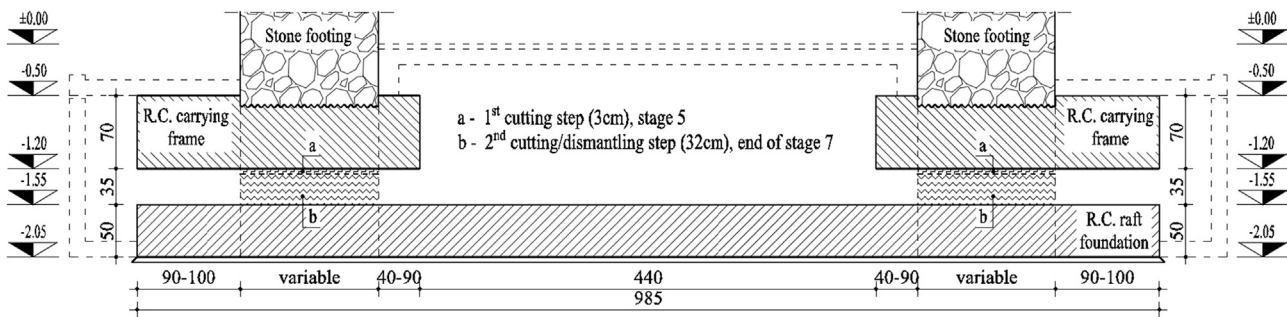 ±0.00
Stone footing
Stone footing
±0.00
-0.50
-0.50
R.C. carrying
frame
70
a - 1st cutting step (3cm), stage 5
b - 2nd cutting/dismantling step (32cm), end of stage 7
R.C. carrying
frame
70
-1.20
a
a
-1.20
35
-1.55
35
-1.55
b
b
50
-2.05
R.C. raft
foundation
50
-2.05
90-100
variable
40-90
440
40-90
variable
90-100
985